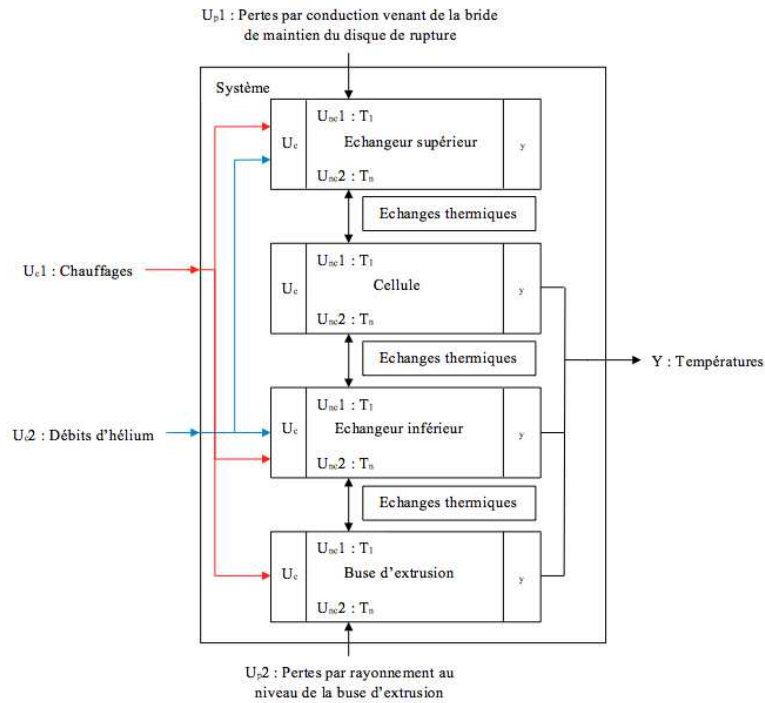 Uₚ1 : Pertes par conduction venant de la bride
de maintien du disque de rupture
Système
Uₙc1 : T₁
Uc
Echangeur supérieur
y
Uₙc2 : Tₙ
Echanges thermiques
Uₙc1 : T₁
Uc1 : Chauffages
Uc
Cellule
y
Uₙc2 : Tₙ
Echanges thermiques
Y : Températures
Uₙc1 : T₁
Uc2 : Débits d'hélium
Uc
Echangeur inférieur
y
Uₙc2 : Tₙ
Echanges thermiques
Uₙc1 : T₁
Uc
Buse d'extrusion
y
Uₙc2 : Tₙ
Uₚ2 : Pertes par rayonnement au
niveau de la buse d'extrusion